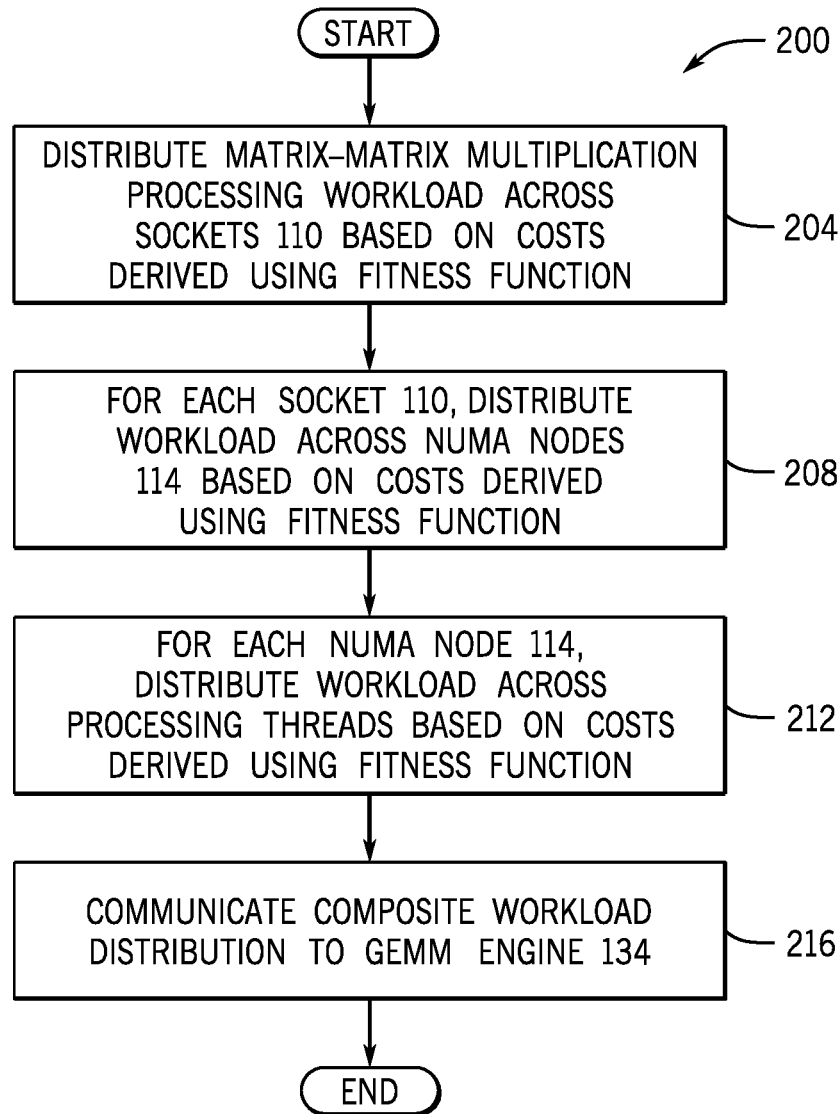 START
200
DISTRIBUTE MATRIX–MATRIX MULTIPLICATION
PROCESSING WORKLOAD ACROSS
SOCKETS 110 BASED ON COSTS
DERIVED USING FITNESS FUNCTION
204
FOR EACH SOCKET 110, DISTRIBUTE
WORKLOAD ACROSS NUMA NODES
114 BASED ON COSTS DERIVED
USING FITNESS FUNCTION
208
FOR EACH NUMA NODE 114,
DISTRIBUTE WORKLOAD ACROSS
PROCESSING THREADS BASED ON COSTS
DERIVED USING FITNESS FUNCTION
212
COMMUNICATE COMPOSITE WORKLOAD
DISTRIBUTION TO GEMM ENGINE 134
216
END